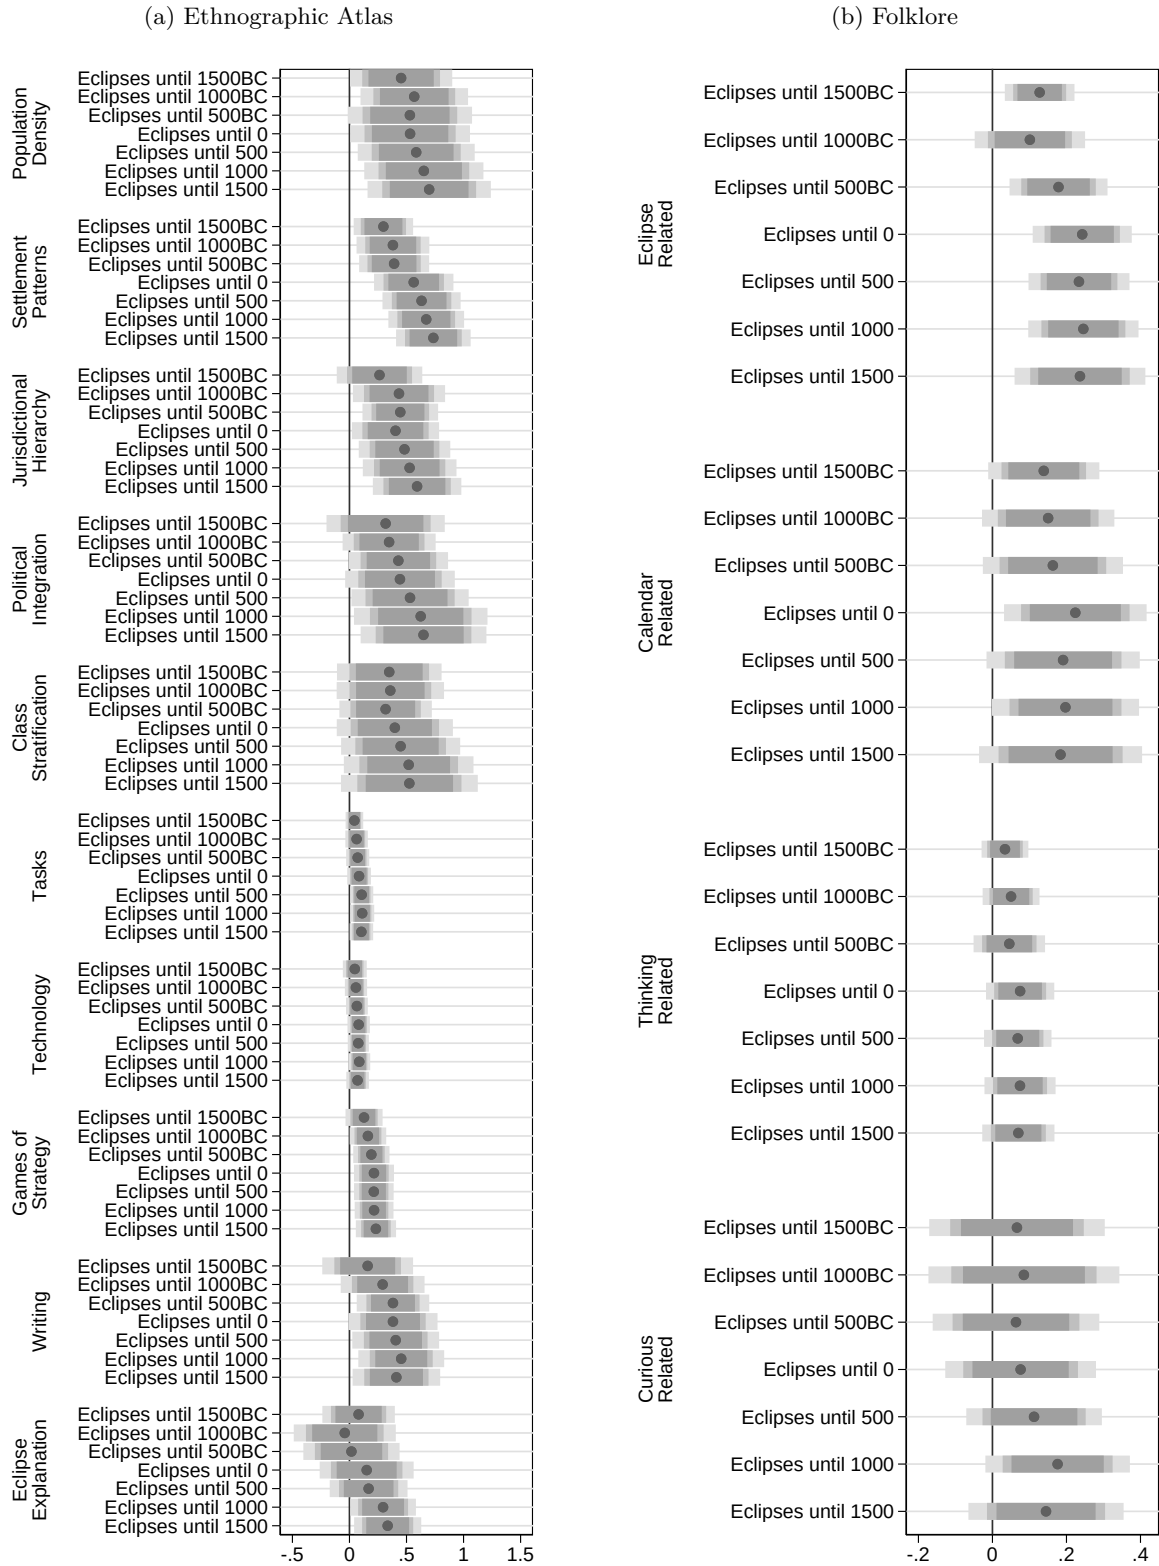 (a) Ethnographic Atlas
Population
Density
Eclipses until 1500BC
Eclipses until 1000BC
Eclipses until 500BC
Eclipses until 0
Eclipses until 500
Eclipses until 1000
Eclipses until 1500
Settlement
Patterns
Eclipses until 1500BC
Eclipses until 1000BC
Eclipses until 500BC
Eclipses until 0
Eclipses until 500
Eclipses until 1000
Eclipses until 1500
Jurisdictional
Hierarchy
Eclipses until 1500BC
Eclipses until 1000BC
Eclipses until 500BC
Eclipses until 0
Eclipses until 500
Eclipses until 1000
Eclipses until 1500
Political
Integration
Eclipses until 1500BC
Eclipses until 1000BC
Eclipses until 500BC
Eclipses until 0
Eclipses until 500
Eclipses until 1000
Eclipses until 1500
Class
Stratification
Eclipses until 1500BC
Eclipses until 1000BC
Eclipses until 500BC
Eclipses until 0
Eclipses until 500
Eclipses until 1000
Eclipses until 1500
Tasks
Eclipses until 1500BC
Eclipses until 1000BC
Eclipses until 500BC
Eclipses until 0
Eclipses until 500
Eclipses until 1000
Eclipses until 1500
Technology
Eclipses until 1500BC
Eclipses until 1000BC
Eclipses until 500BC
Eclipses until 0
Eclipses until 500
Eclipses until 1000
Eclipses until 1500
Games of
Strategy
Eclipses until 1500BC
Eclipses until 1000BC
Eclipses until 500BC
Eclipses until 0
Eclipses until 500
Eclipses until 1000
Eclipses until 1500
Writing
Eclipses until 1500BC
Eclipses until 1000BC
Eclipses until 500BC
Eclipses until 0
Eclipses until 500
Eclipses until 1000
Eclipses until 1500
Eclipse
Explanation
Eclipses until 1500BC
Eclipses until 1000BC
Eclipses until 500BC
Eclipses until 0
Eclipses until 500
Eclipses until 1000
Eclipses until 1500
-.5 0 .5 1 1.5
(b) Folklore
Eclipse
Related
Eclipses until 1500BC
Eclipses until 1000BC
Eclipses until 500BC
Eclipses until 0
Eclipses until 500
Eclipses until 1000
Eclipses until 1500
Calendar
Related
Eclipses until 1500BC
Eclipses until 1000BC
Eclipses until 500BC
Eclipses until 0
Eclipses until 500
Eclipses until 1000
Eclipses until 1500
Thinking
Related
Eclipses until 1500BC
Eclipses until 1000BC
Eclipses until 500BC
Eclipses until 0
Eclipses until 500
Eclipses until 1000
Eclipses until 1500
Curious
Related
Eclipses until 1500BC
Eclipses until 1000BC
Eclipses until 500BC
Eclipses until 0
Eclipses until 500
Eclipses until 1000
Eclipses until 1500
-.2 0 .2 .4